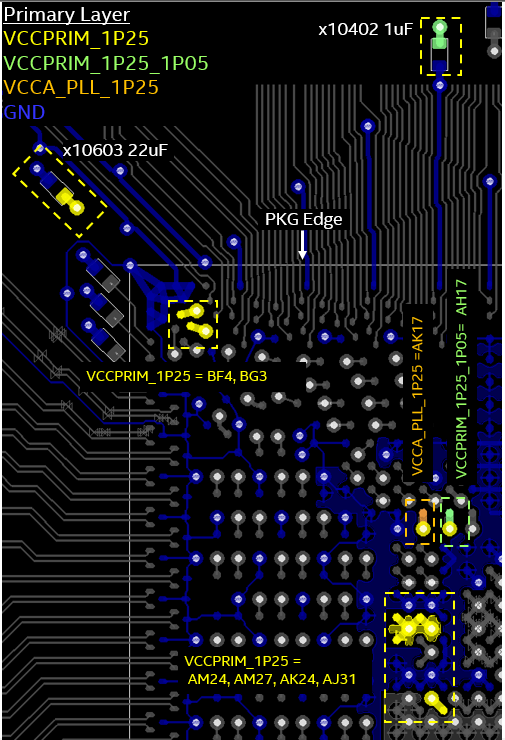 Primary Layer
VCCPRIM_1P25
VCCPRIM_1P25_1P05
VCCA_PLL_1P25
GND
x10402 1uF
x10603 22uF
PKG Edge
VCCA_PLL_1P25 =AK17
VCCPRIM_1P25_1P05= AH17
VCCPRIM_1P25 = BF4, BG3
VCCPRIM_1P25 =
AM24, AM27, AK24, AJ31